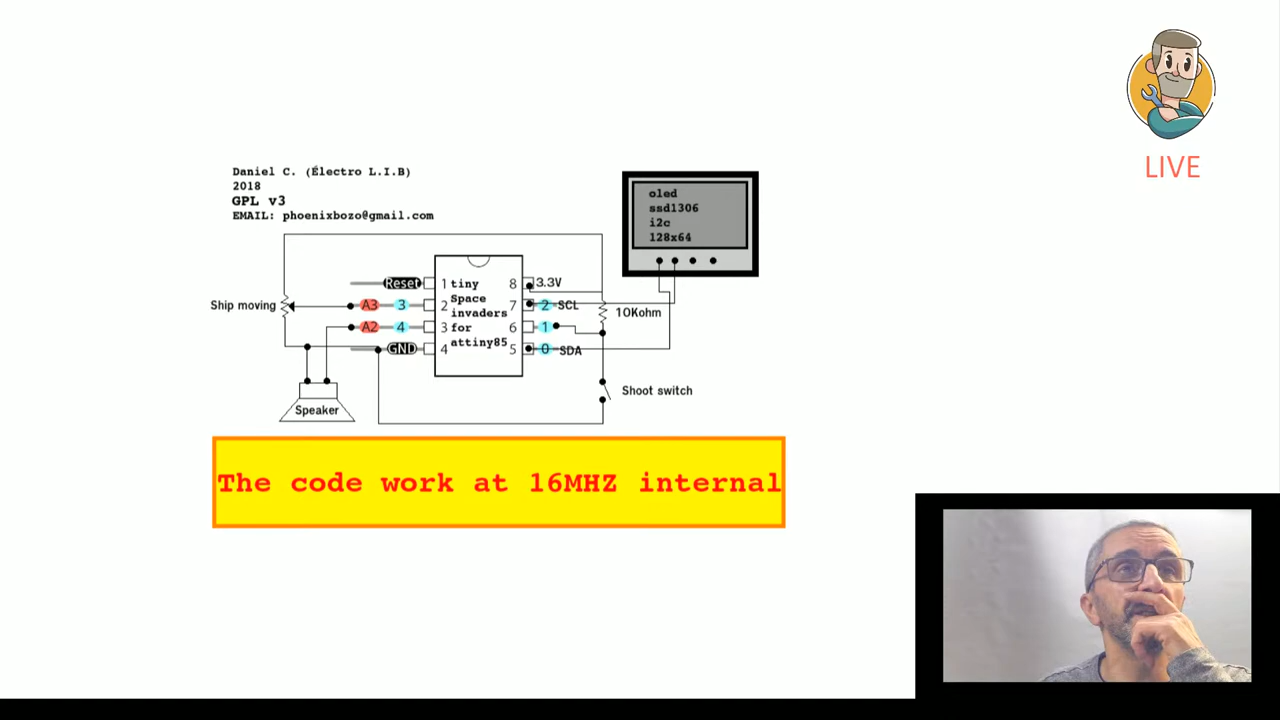 LIVE
Daniel C. (Électro L.I.B)
2018
GPL v3
EMAIL: phoenixbozo@gmail.com
oled
ssd1306
i2c
128x64
Reset 1 tiny 8 3.3V
Ship moving A3 3 2 Space 7 2 SCL
invaders
10Kohm
A2 4 3 for 6 1
GND 4 attiny85 5 0 SDA
Shoot switch
Speaker
The code work at 16MHZ internal